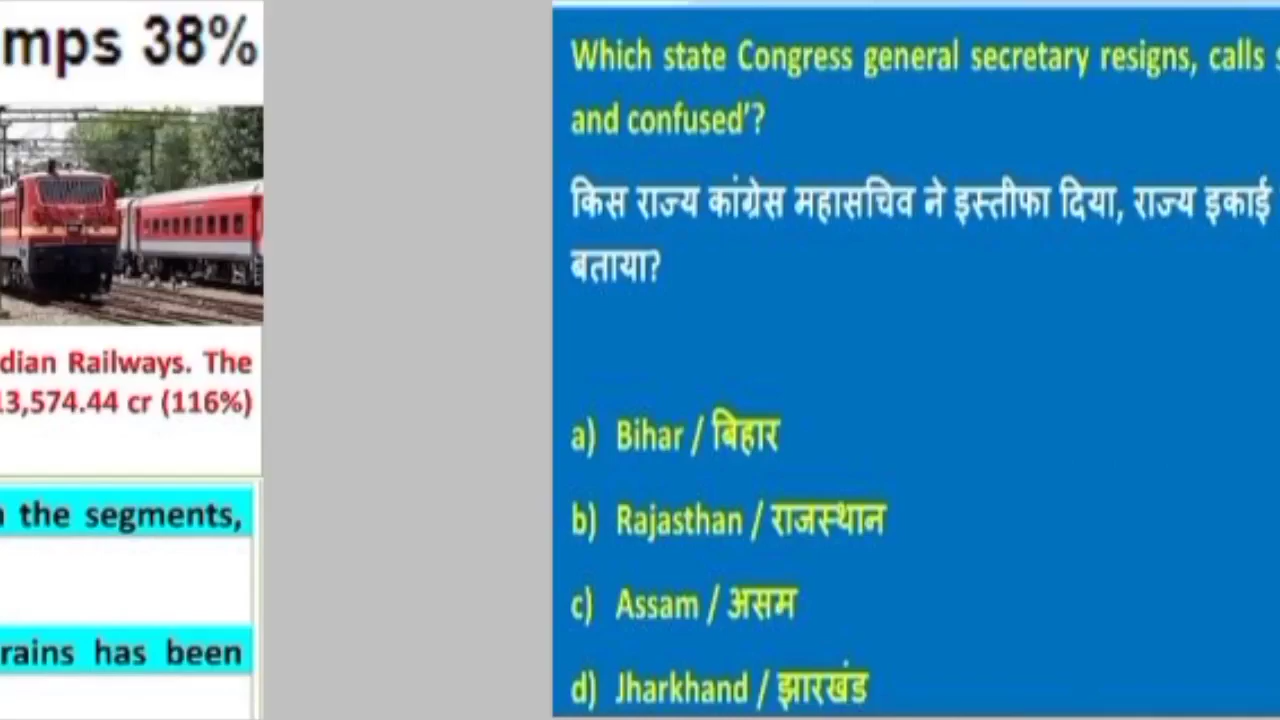 mps 38%
dian Railways. The
13,574.44 cr (116%)
the segments,
rains has been
Which state Congress general secretary resigns, calls
and confused'?
किस राज्य कांग्रेस महासचिव ने इस्तीफा दिया, राज्य इकाई
बताया?
a) Bihar / बिहार
b) Rajasthan / राजस्थान
c) Assam / असम
d) Jharkhand / झारखंड